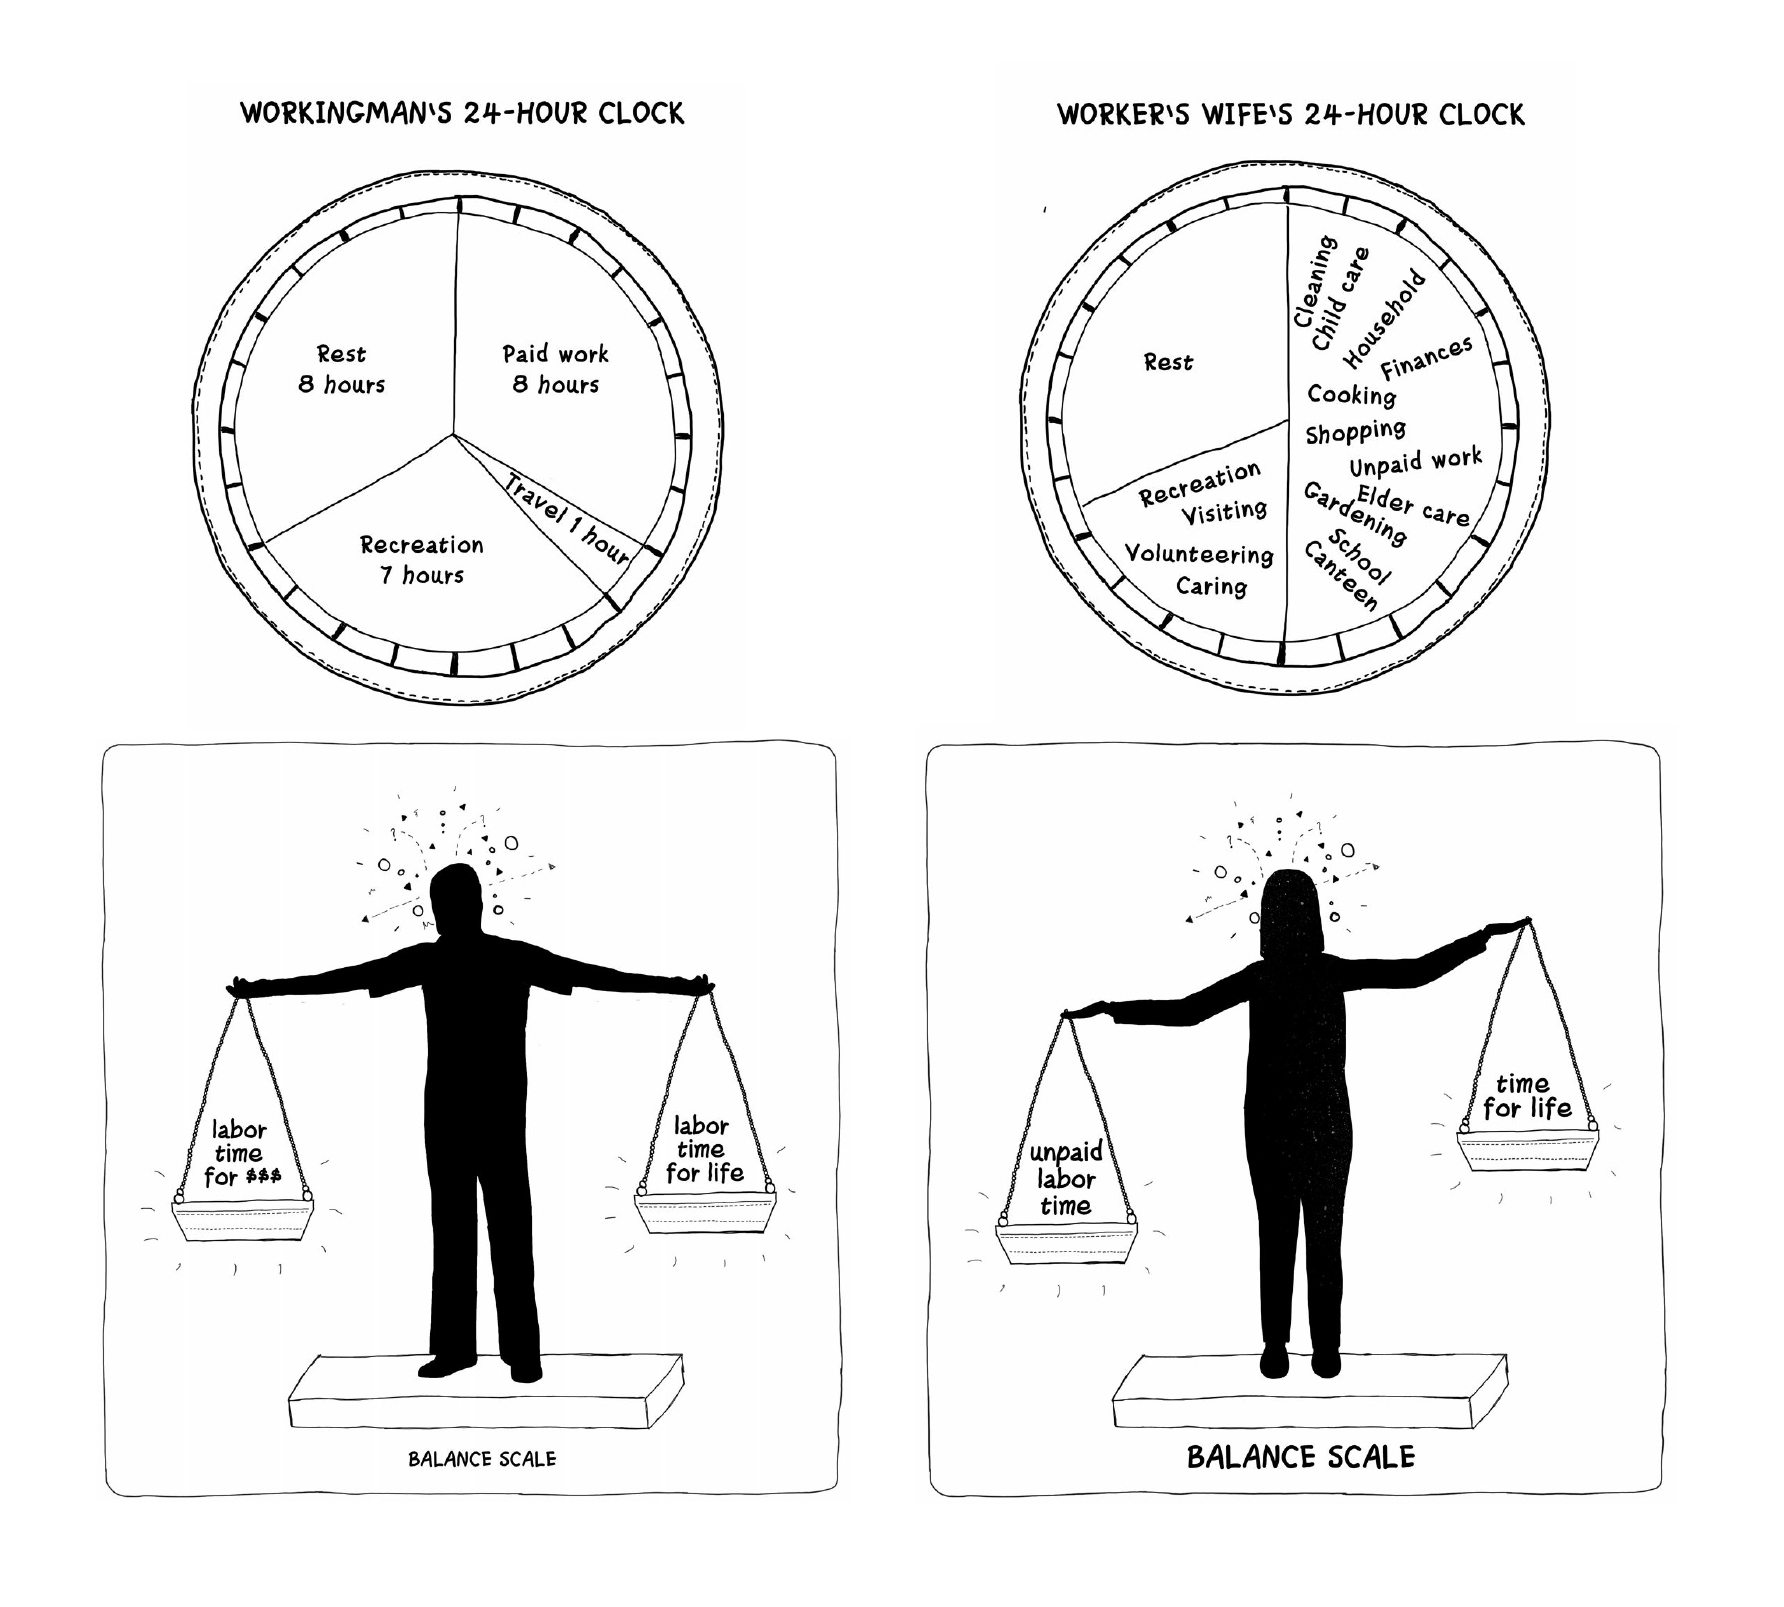 WORKINGMAN'S 24-HOUR CLOCK
Rest
8 hours
Paid work
8 hours
Travel 1 hour
Recreation
7 hours
WORKER'S WIFE'S 24-HOUR CLOCK
Rest
Cleaning
Child care
Household
Finances
Cooking
Shopping
Unpaid work
Elder care
Gardening
School
Canteen
Recreation
Visiting
Volunteering
Caring
? ?
labor
time
for $$$
labor
time
for life
BALANCE SCALE
? ?
unpaid
labor
time
time
for life
BALANCE SCALE